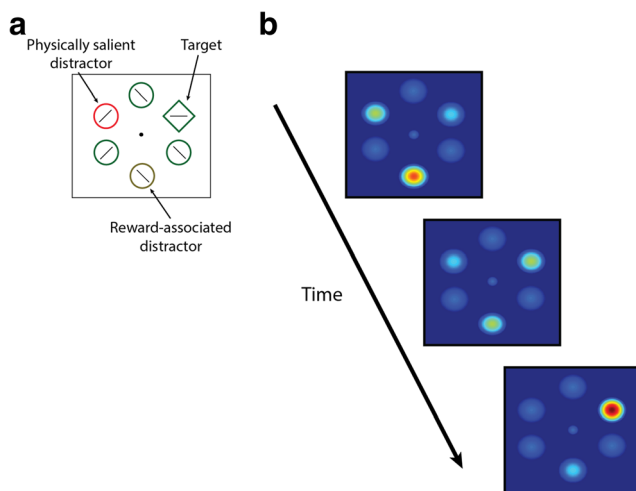 a
Physically salient
distractor
Target
Reward-associated
distractor
b
Time